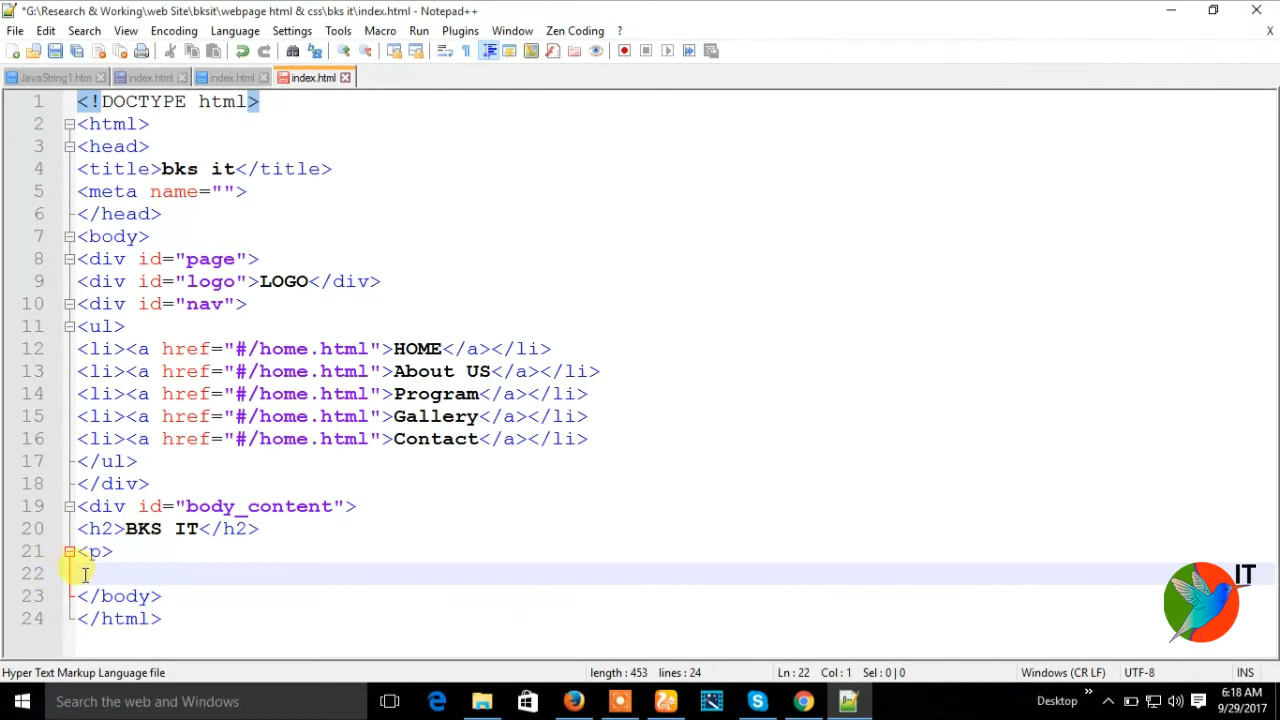 *G:\Research & Working\web Site\bksit\webpage html & css\bks it\index.html - Notepad++
File Edit Search View Encoding Language Settings Tools Macro Run Plugins Window Zen Coding ? X
JavaString1.htm index.html index.html index.html
1 <!DOCTYPE html>
2 <html>
3 <head>
4 <title>bks it</title>
5 <meta name="">
6 </head>
7 <body>
8 <div id="page">
9 <div id="logo">LOGO</div>
10 <div id="nav">
11 <ul>
12 <li><a href="#/home.html">HOME</a></li>
13 <li><a href="#/home.html">About US</a></li>
14 <li><a href="#/home.html">Program</a></li>
15 <li><a href="#/home.html">Gallery</a></li>
16 <li><a href="#/home.html">Contact</a></li>
17 </ul>
18 </div>
19 <div id="body_content">
20 <h2>BKS IT</h2>
21 <p>
22
23 </body>
24 </html>
IT
Hyper Text Markup Language file length : 453 lines : 24 Ln : 22 Col : 1 Sel : 0 | 0 Windows (CR LF) UTF-8 INS
Search the web and Windows Desktop 6:18 AM
9/29/2017